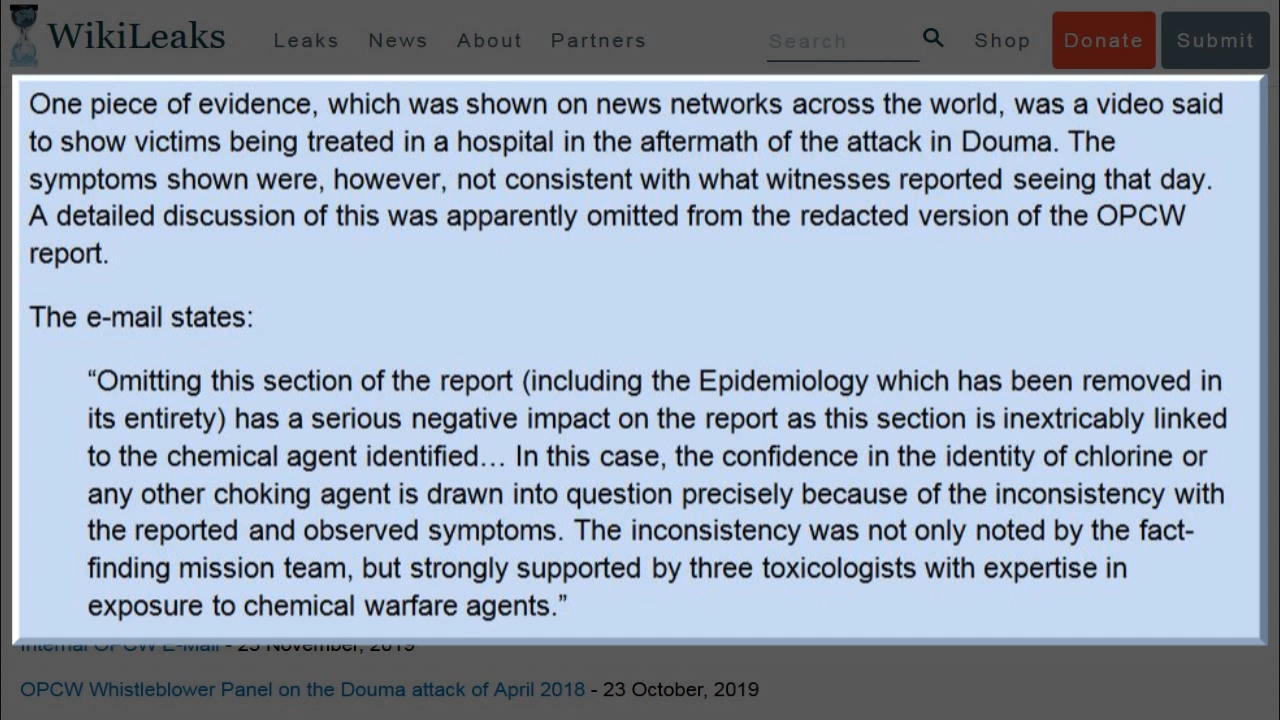 WikiLeaks Leaks News About Partners Search Shop Donate Submit
One piece of evidence, which was shown on news networks across the world, was a video said
to show victims being treated in a hospital in the aftermath of the attack in Douma. The
symptoms shown were, however, not consistent with what witnesses reported seeing that day.
A detailed discussion of this was apparently omitted from the redacted version of the OPCW
report.
The e-mail states:
“Omitting this section of the report (including the Epidemiology which has been removed in
its entirety) has a serious negative impact on the report as this section is inextricably linked
to the chemical agent identified… In this case, the confidence in the identity of chlorine or
any other choking agent is drawn into question precisely because of the inconsistency with
the reported and observed symptoms. The inconsistency was not only noted by the fact-
finding mission team, but strongly supported by three toxicologists with expertise in
exposure to chemical warfare agents.”
Internal OPCW E-Mail - 23 November, 2019
OPCW Whistleblower Panel on the Douma attack of April 2018 - 23 October, 2019